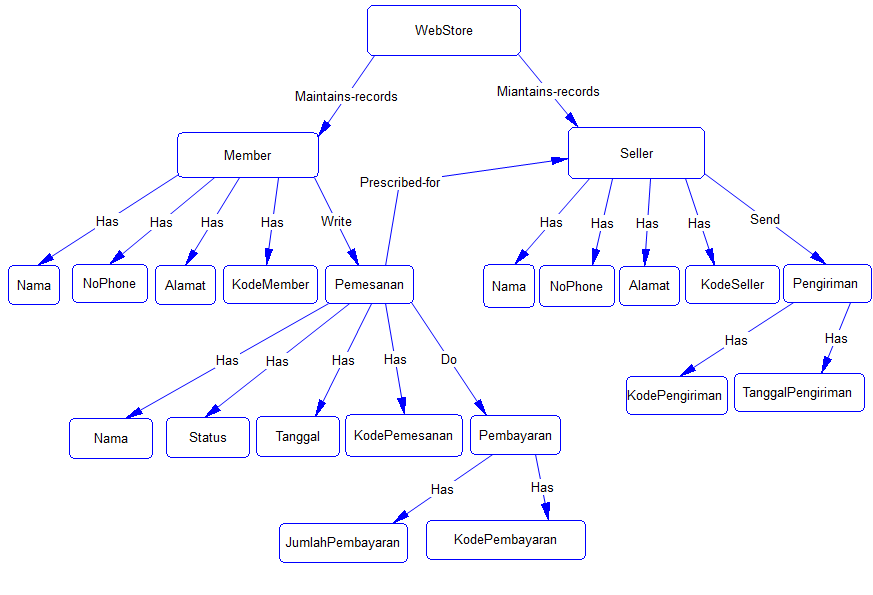 WebStore
Maintains-records
Miantains-records
Member
Seller
Prescribed-for
Has
Has
Has
Has
Write
Has
Has
Has
Has
Send
Nama
NoPhone
Alamat
KodeMember
Pemesanan
Nama
NoPhone
Alamat
KodeSeller
Pengiriman
Has
Has
Has
Has
Do
Has
Has
Nama
Status
Tanggal
KodePemesanan
Pembayaran
KodePengiriman
TanggalPengiriman
Has
Has
JumlahPembayaran
KodePembayaran